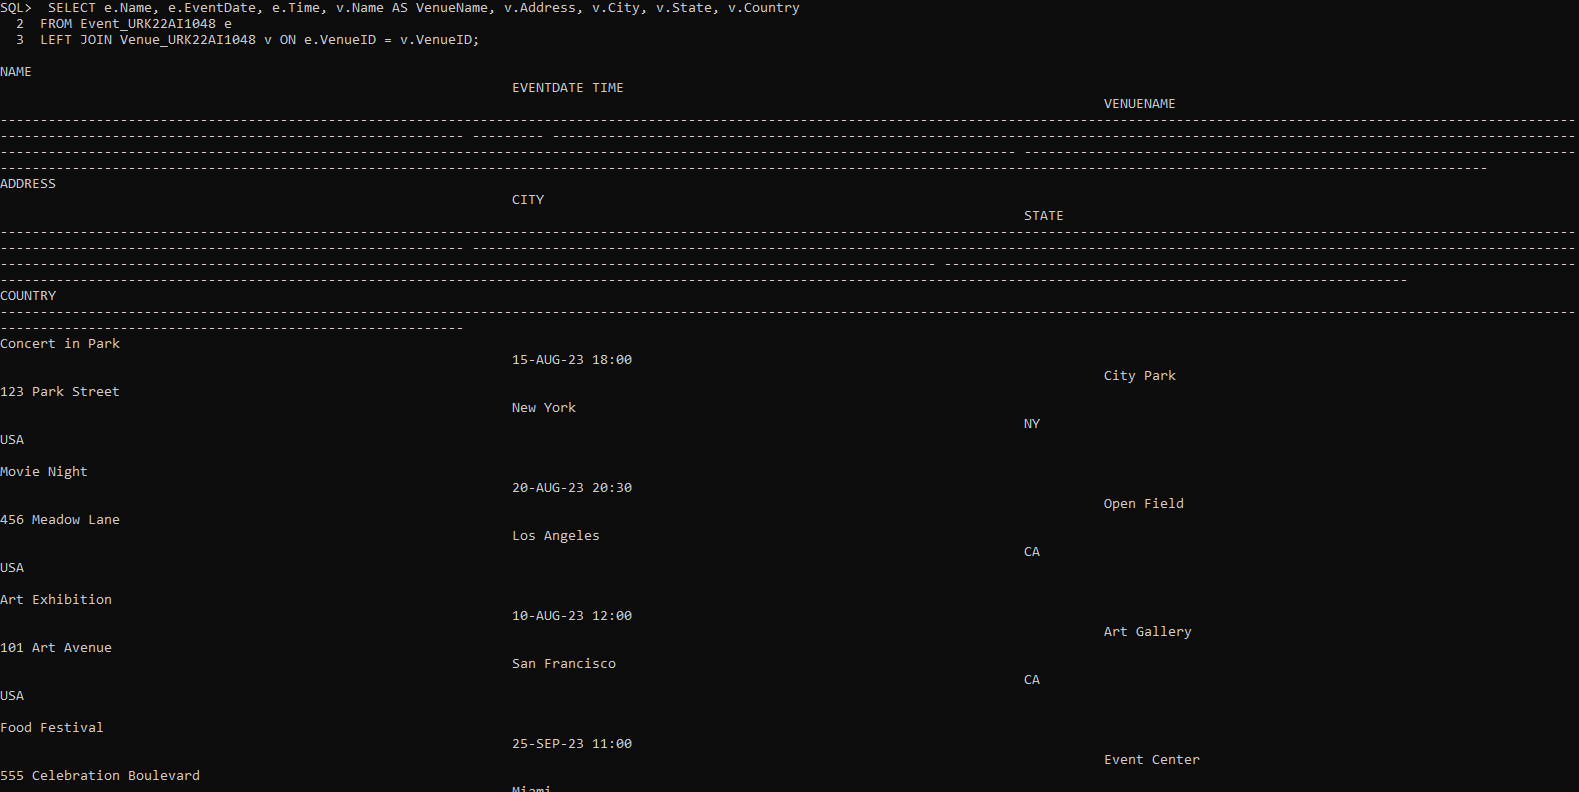 SQL>  SELECT e.Name, e.EventDate, e.Time, v.Name AS VenueName, v.Address, v.City, v.State, v.Country
2  FROM Event_URK22AI1048 e
3  LEFT JOIN Venue_URK22AI1048 v ON e.VenueID = v.VenueID;
NAME
EVENTDATE TIME
VENUENAME
ADDRESS
CITY
STATE
COUNTRY
Concert in Park
15-AUG-23 18:00
City Park
123 Park Street
New York
NY
USA
Movie Night
20-AUG-23 20:30
Open Field
456 Meadow Lane
Los Angeles
CA
USA
Art Exhibition
10-AUG-23 12:00
Art Gallery
101 Art Avenue
San Francisco
CA
USA
Food Festival
25-SEP-23 11:00
Event Center
555 Celebration Boulevard
Miami